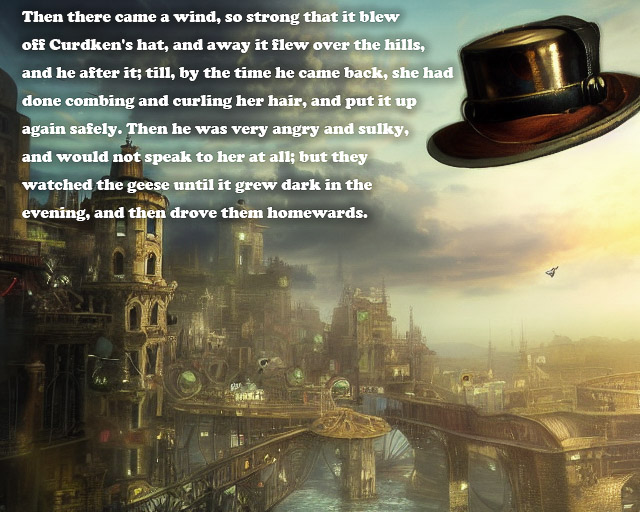 Then there came a wind, so strong that it blew
off Curdken's hat, and away it flew over the hills,
and he after it; till, by the time he came back, she had
done combing and curling her hair, and put it up
again safely. Then he was very angry and sulky,
and would not speak to her at all; but they
watched the geese until it grew dark in the
evening, and then drove them homewards.